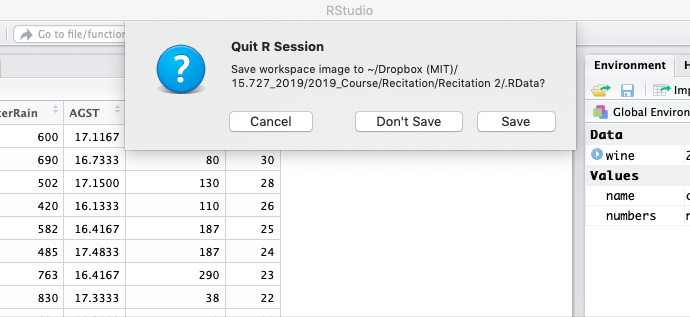 RStudio
Go to file/function
Quit R Session
Save workspace image to ~/Dropbox (MIT)/
15.727_2019/2019_Course/Recitation/Recitation 2/.RData?
Cancel
Don't Save
Save
Environment
Global Environ
Data
wine
Values
name
numbers
AGST
600 17.1167
690 16.7333 80 30
502 17.1500 130 28
420 16.1333 110 26
582 16.4167 187 25
485 17.4833 187 24
763 16.4167 290 23
830 17.3333 38 22